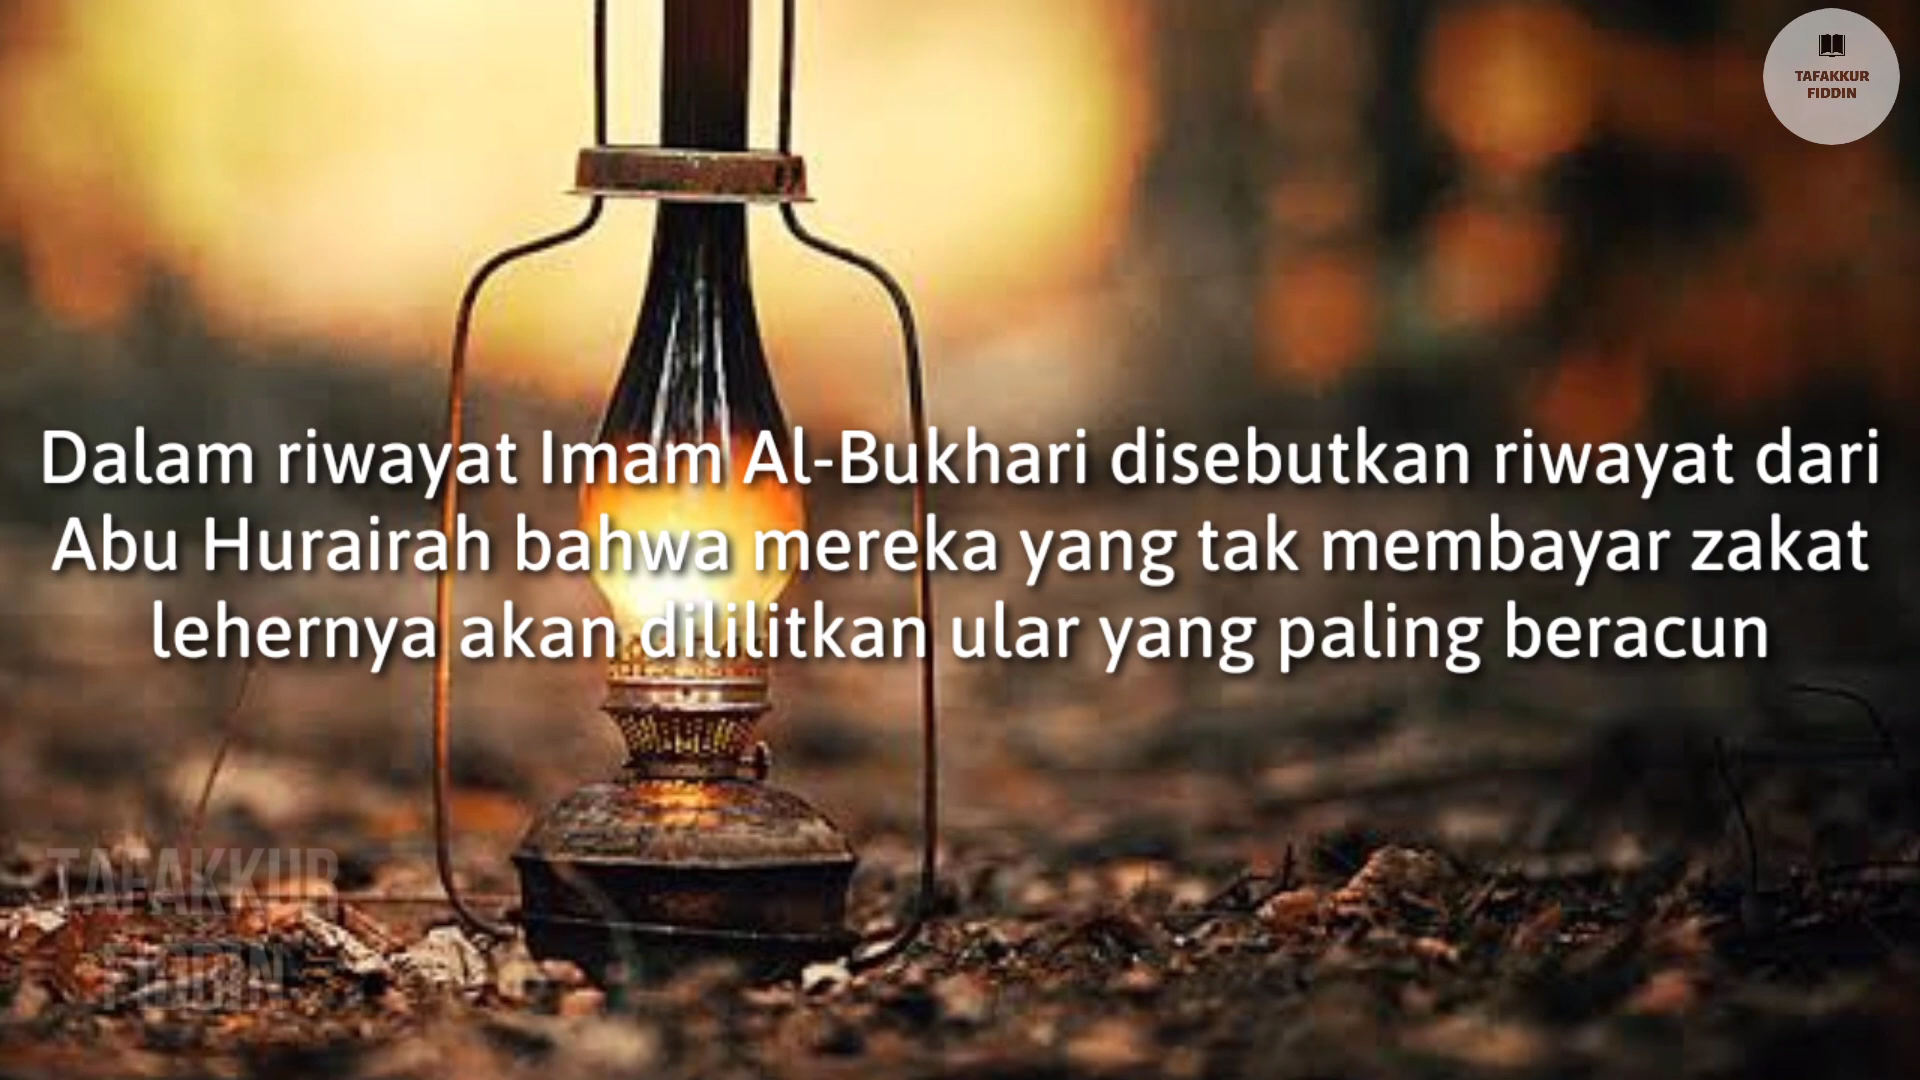 TAFAKKUR
FIDDIN
Dalam riwayat Imam Al-Bukhari disebutkan riwayat dari
Abu Hurairah bahwa mereka yang tak membayar zakat
lehernya akan dililitkan ular yang paling beracun
TAFAKKUR
FIDDIN